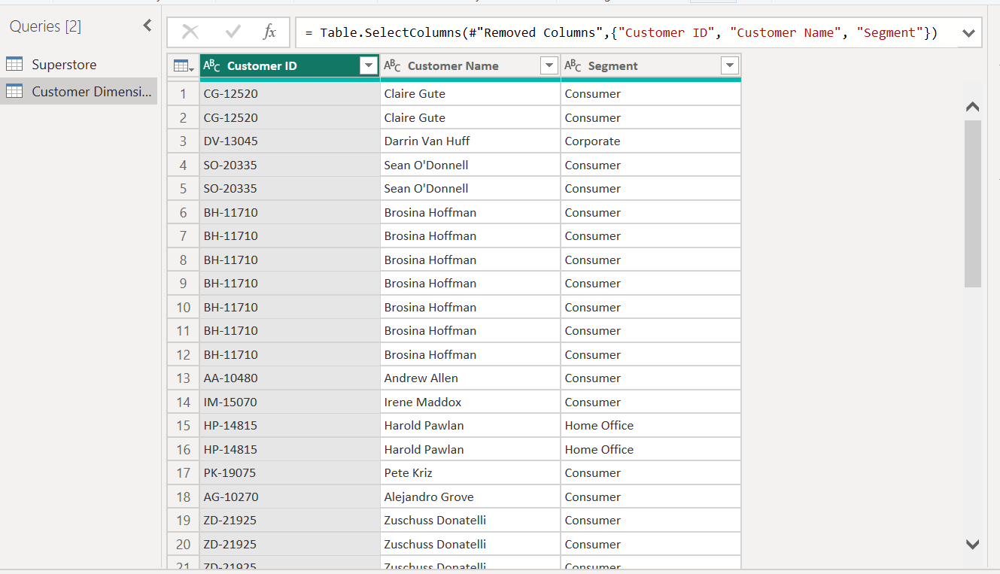 Queries [2]
Superstore
Customer Dimensi...
fx
= Table.SelectColumns(#"Removed Columns",{"Customer ID", "Customer Name", "Segment"})
ABC Customer ID ABC Customer Name ABC Segment
1 CG-12520 Claire Gute Consumer
2 CG-12520 Claire Gute Consumer
3 DV-13045 Darrin Van Huff Corporate
4 SO-20335 Sean O'Donnell Consumer
5 SO-20335 Sean O'Donnell Consumer
6 BH-11710 Brosina Hoffman Consumer
7 BH-11710 Brosina Hoffman Consumer
8 BH-11710 Brosina Hoffman Consumer
9 BH-11710 Brosina Hoffman Consumer
10 BH-11710 Brosina Hoffman Consumer
11 BH-11710 Brosina Hoffman Consumer
12 BH-11710 Brosina Hoffman Consumer
13 AA-10480 Andrew Allen Consumer
14 IM-15070 Irene Maddox Consumer
15 HP-14815 Harold Pawlan Home Office
16 HP-14815 Harold Pawlan Home Office
17 PK-19075 Pete Kriz Consumer
18 AG-10270 Alejandro Grove Consumer
19 ZD-21925 Zuschuss Donatelli Consumer
20 ZD-21925 Zuschuss Donatelli Consumer
21 ZD-21925 Zuschuss Donatelli Consumer